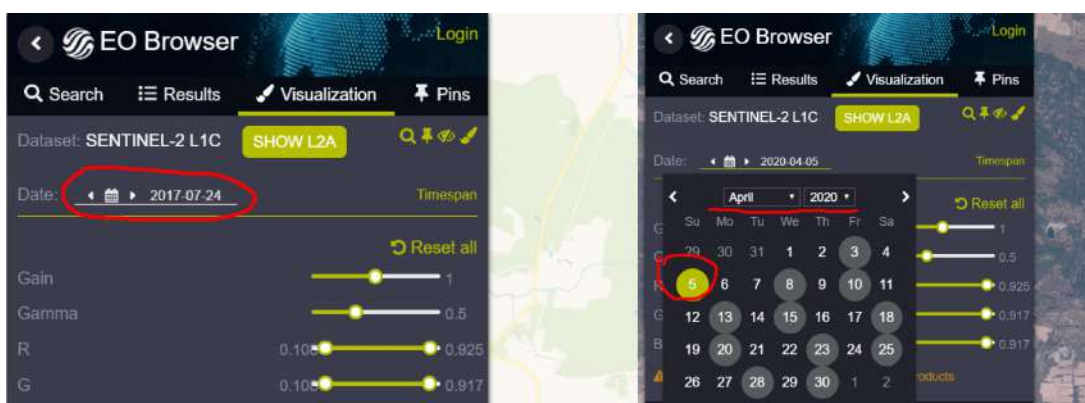 EO Browser
Login
Search Results Visualization Pins
Dataset: SENTINEL-2 L1C SHOW L2A
Date: 2017-07-24 Timespan
Reset all
Gain 1
Gamma 0.5
R 0.925
G 0.917
EO Browser
Login
Search Results Visualization Pins
Dataset: SENTINEL-2 L1C SHOW L2A
Date: 2020-04-05 Timespan
April 2020
Reset all
Su Mo Tu We Th Fr Sa
1
29 30 31 1 2 3 4
0.5
5 6 7 8 9 10 11
0.925
12 13 14 15 16 17 18
0.917
19 20 21 22 23 24 25
0.917
26 27 28 29 30 1 2